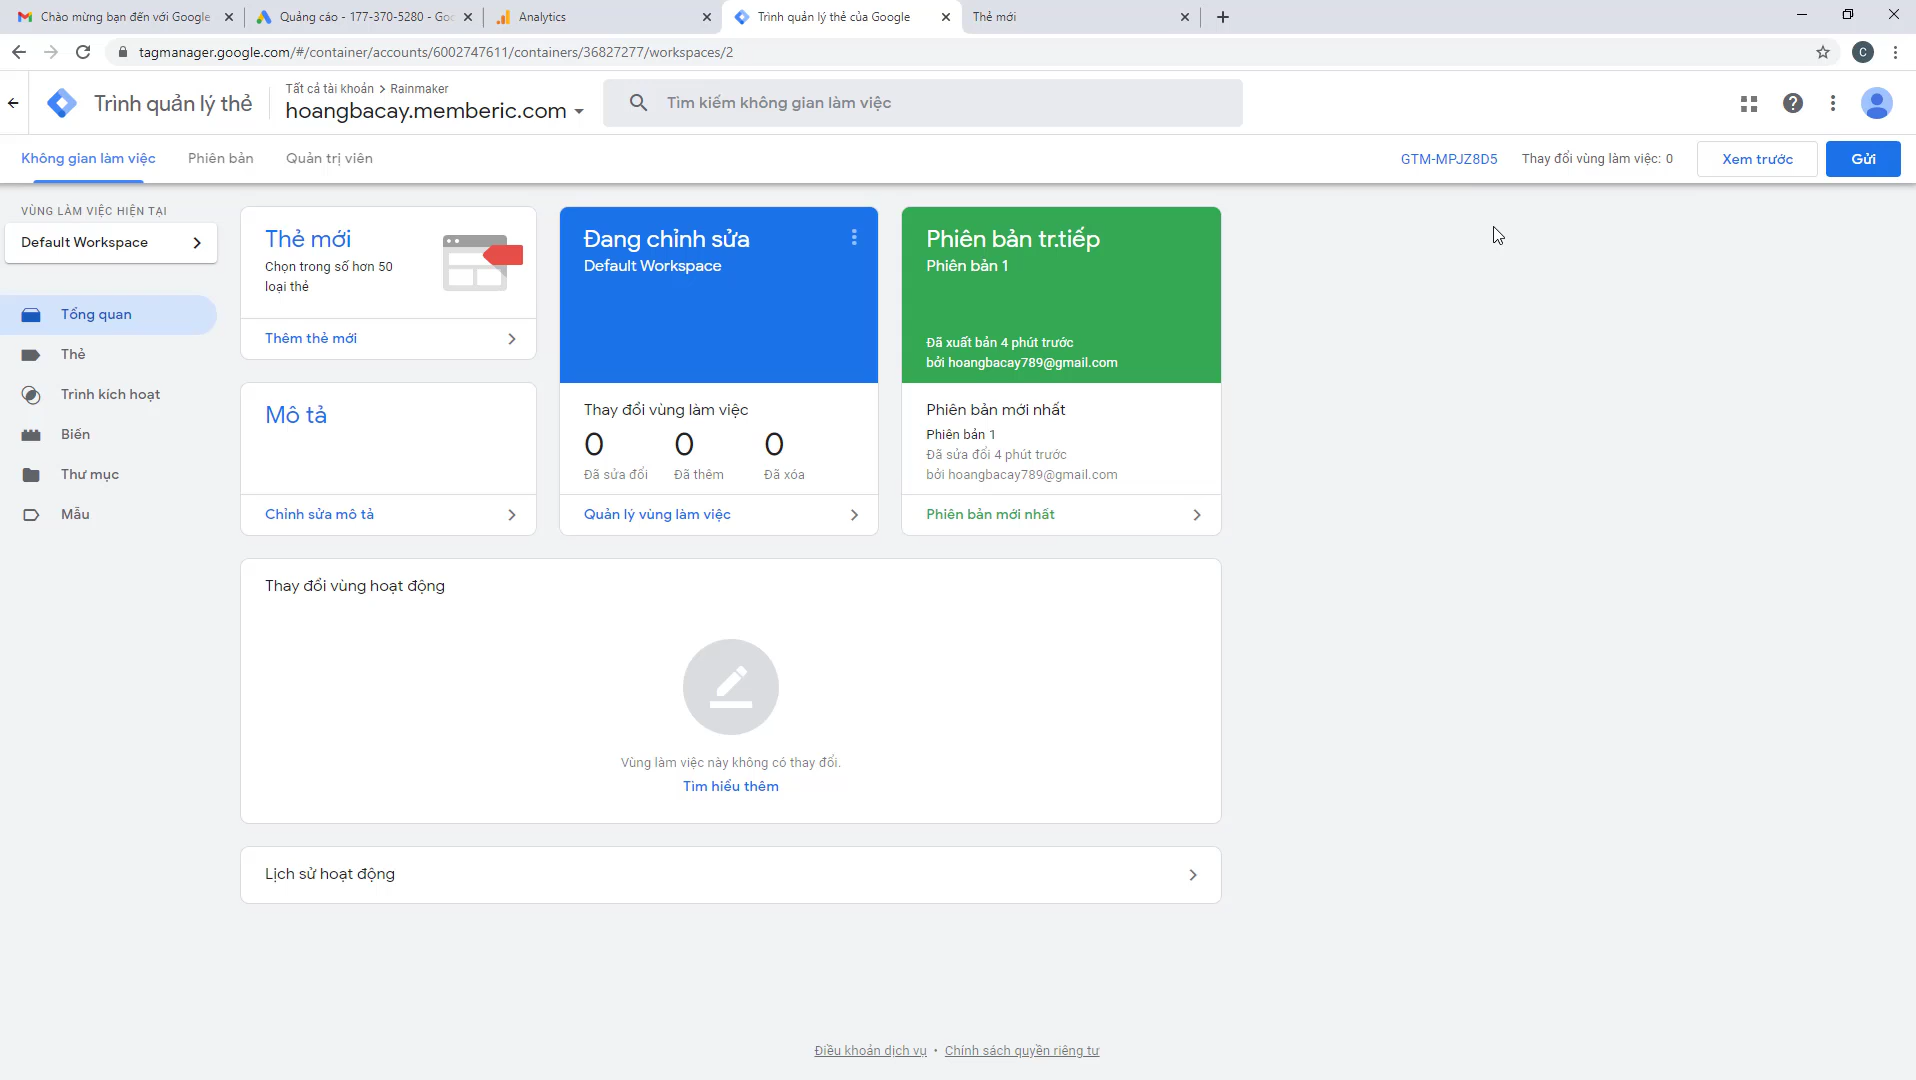 Chào mừng bạn đến với Google
Quảng cáo - 177-370-5280 - Goo
Analytics
Trình quản lý thẻ của Google
Thẻ mới
tagmanager.google.com/#/container/accounts/6002747611/containers/36827277/workspaces/2
C
Trình quản lý thẻ
Tất cả tài khoản > Rainmaker
hoangbacay.memberic.com
Tìm kiếm không gian làm việc
Không gian làm việc
Phiên bản
Quản trị viên
GTM-MPJZ8D5
Thay đổi vùng làm việc: 0
Xem trước
Gửi
VÙNG LÀM VIỆC HIỆN TẠI
Default Workspace
Tổng quan
Thẻ
Trình kích hoạt
Biến
Thư mục
Mẫu
Thẻ mới
Chọn trong số hơn 50
loại thẻ
Thêm thẻ mới
Mô tả
Chỉnh sửa mô tả
Đang chỉnh sửa
Default Workspace
Thay đổi vùng làm việc
0 0 0
Đã sửa đổi Đã thêm Đã xóa
Quản lý vùng làm việc
Phiên bản tr.tiếp
Phiên bản 1
Đã xuất bản 4 phút trước
bởi hoangbacay789@gmail.com
Phiên bản mới nhất
Phiên bản 1
Đã sửa đổi 4 phút trước
bởi hoangbacay789@gmail.com
Phiên bản mới nhất
Thay đổi vùng hoạt động
Vùng làm việc này không có thay đổi.
Tìm hiểu thêm
Lịch sử hoạt động
Điều khoản dịch vụ • Chính sách quyền riêng tư